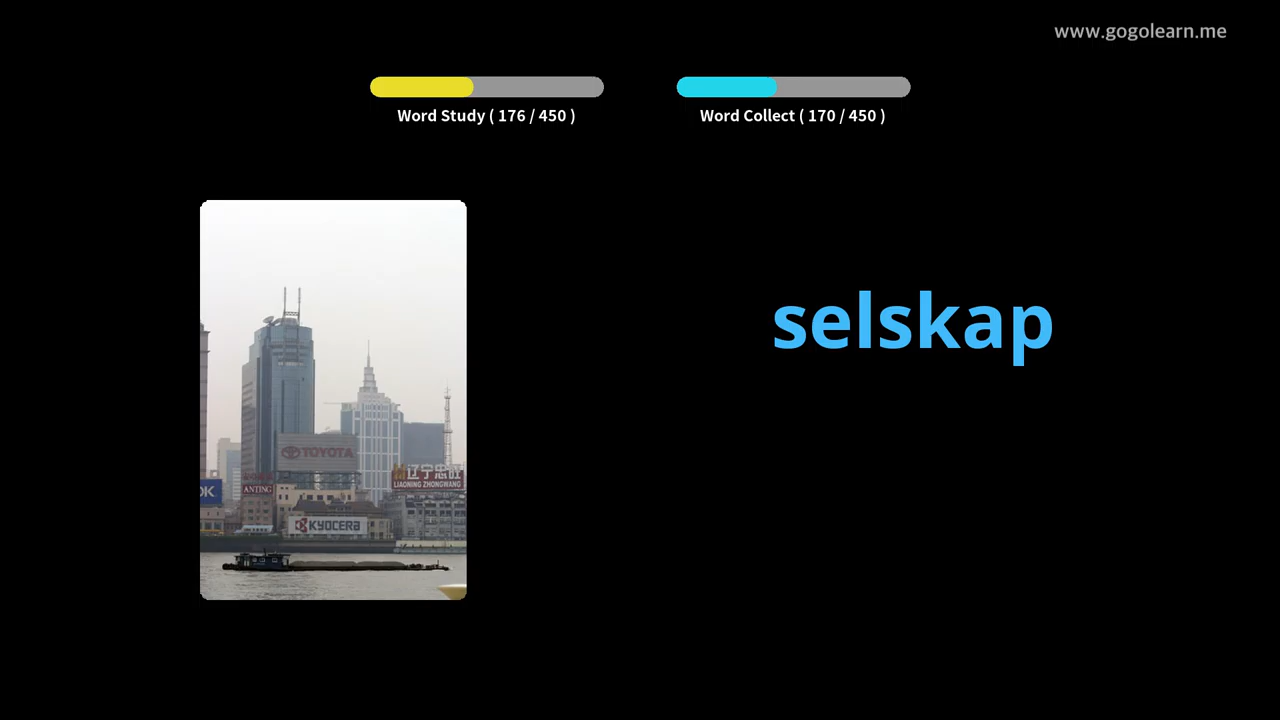 www.gogolearn.me
Word Study ( 176 / 450 )
Word Collect ( 170 / 450 )
selskap
TOYOTA
辽宁忠旺
LIAONING ZHONGWANG
OK
ANTING
KYOCERA